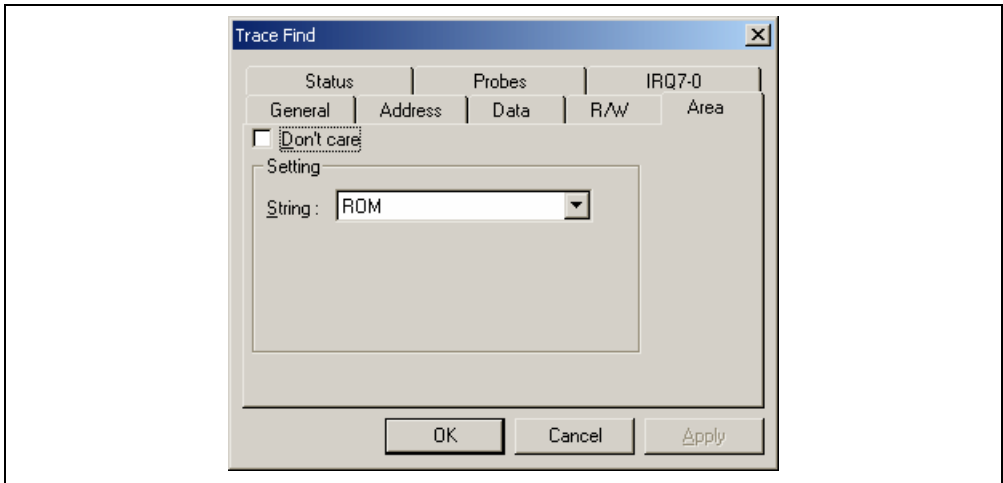 Trace Find
Status Probes IRQ7-0
General Address Data R/W Area
Don't care
Setting
String : ROM
OK Cancel Apply